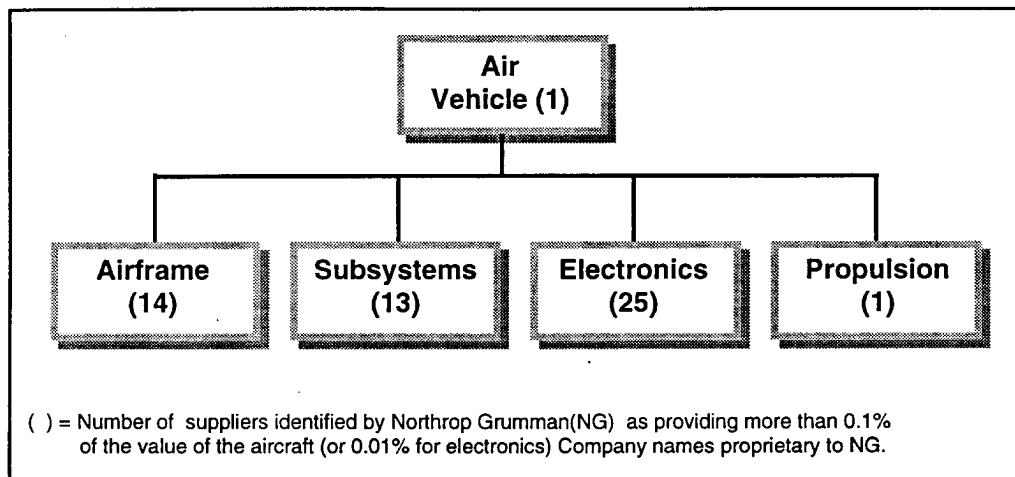 Air
Vehicle (1)
Airframe
(14)
Subsystems
(13)
Electronics
(25)
Propulsion
(1)
( ) = Number of suppliers identified by Northrop Grumman(NG) as providing more than 0.1%
of the value of the aircraft (or 0.01% for electronics) Company names proprietary to NG.